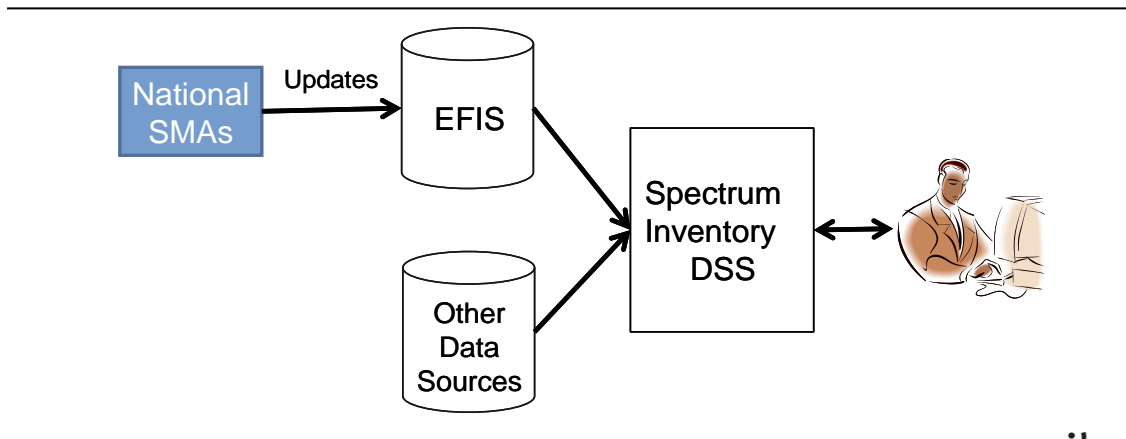 National
SMAs
Updates
EFIS
Spectrum
Inventory
DSS
Other
Data
Sources